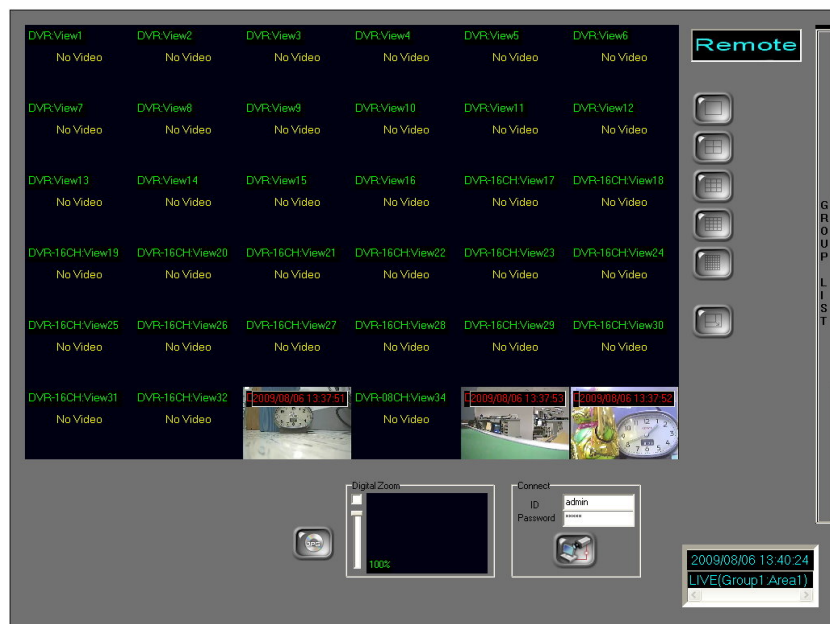 DVR:View1 DVR:View2 DVR:View3 DVR:View4 DVR:View5 DVR:View6
No Video No Video No Video No Video No Video No Video
DVR:View7 DVR:View8 DVR:View9 DVR:View10 DVR:View11 DVR:View12
No Video No Video No Video No Video No Video No Video
DVR:View13 DVR:View14 DVR:View15 DVR:View16 DVR-16CH:View17 DVR-16CH:View18
No Video No Video No Video No Video No Video No Video
DVR-16CH:View19 DVR-16CH:View20 DVR-16CH:View21 DVR-16CH:View22 DVR-16CH:View23 DVR-16CH:View24
No Video No Video No Video No Video No Video No Video
DVR-16CH:View25 DVR-16CH:View26 DVR-16CH:View27 DVR-16CH:View28 DVR-16CH:View29 DVR-16CH:View30
No Video No Video No Video No Video No Video No Video
DVR-16CH:View31 DVR-16CH:View32 2009/08/06 13:37:51 DVR-08CH:View34 2009/08/06 13:37:53 2009/08/06 13:37:52
No Video No Video No Video
Remote
GROUP LIST
Digital Zoom
100%
Connect
ID admin
Password *****
2009/08/06 13:40:24
LIVE(Group1:Area1)